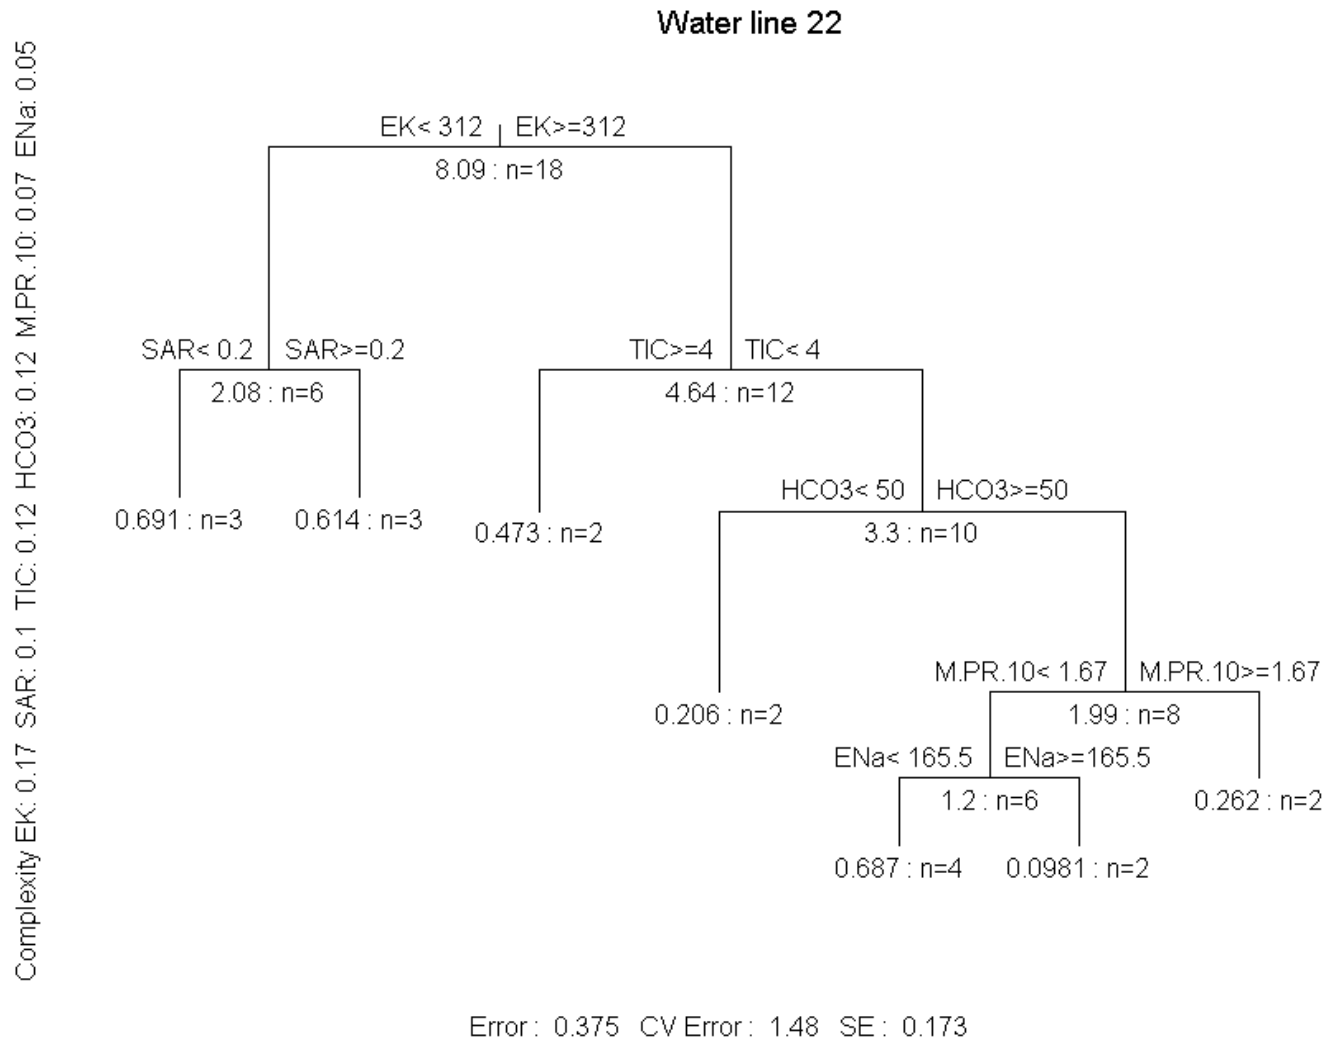 Water line 22
Complexity EK: 0.17 SAR: 0.1 TIC: 0.12 HCO3: 0.12 M.PR.10: 0.07 ENa: 0.05
EK< 312 EK>=312
8.09 : n=18
SAR< 0.2 SAR>=0.2 TIC>=4 TIC< 4
2.08 : n=6 4.64 : n=12
HCO3< 50 HCO3>=50
0.691 : n=3 0.614 : n=3 0.473 : n=2 3.3 : n=10
M.PR.10< 1.67 M.PR.10>=1.67
0.206 : n=2 1.99 : n=8
ENa< 165.5 ENa>=165.5
1.2 : n=6 0.262 : n=2
0.687 : n=4 0.0981 : n=2
Error : 0.375 CV Error : 1.48 SE : 0.173